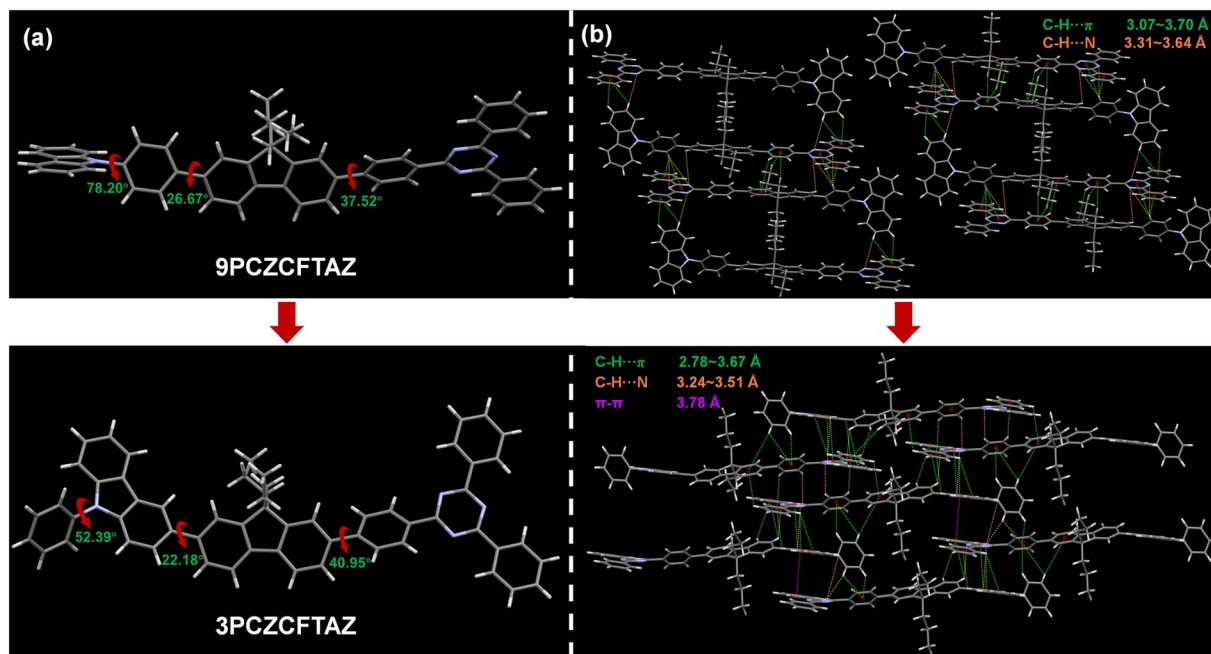 (a)
78.20°
26.67°
37.52°
9PCZCFTAZ
(b)
C-H···π 3.07~3.70 Å
C-H···N 3.31~3.64 Å
52.39°
22.18°
40.95°
3PCZCFTAZ
C-H···π 2.78~3.67 Å
C-H···N 3.24~3.51 Å
π-π 3.78 Å